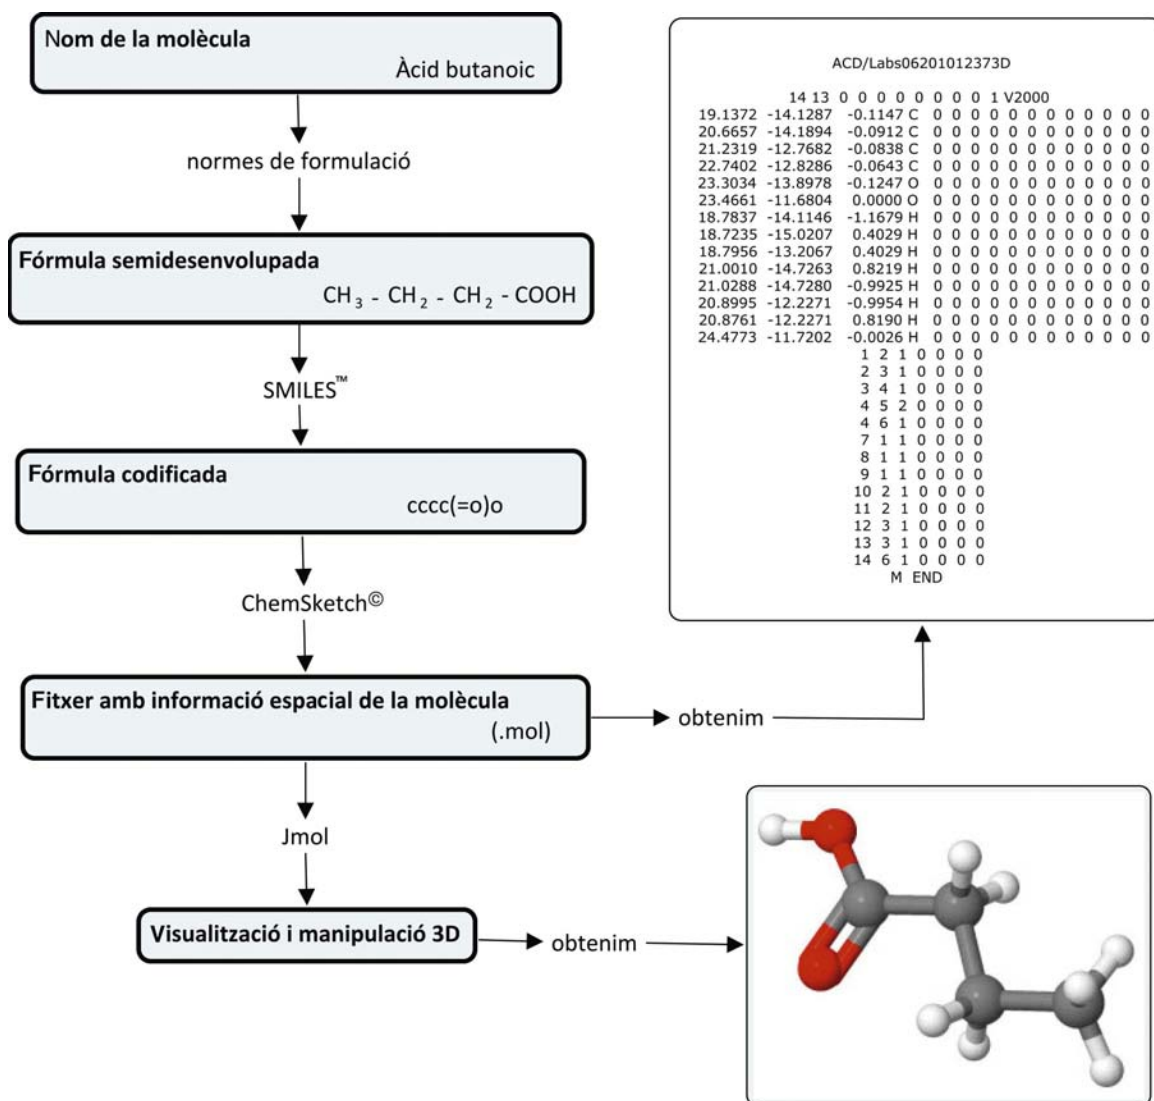 Nom de la molècula
Àcid butanoic
normes de formulació
Fórmula semidesenvolupada
CH3 - CH2 - CH2 - COOH
SMILES™
Fórmula codificada
cccc(=o)o
ChemSketch©
Fitxer amb informació espacial de la molècula
(.mol)
obtenim
Jmol
Visualització i manipulació 3D
obtenim
ACD/Labs06201012373D
14 13 0 0 0 0 0 0 0 0 1 V2000
19.1372 -14.1287 -0.1147 C 0 0 0 0 0 0 0 0 0 0 0 0
20.6657 -14.1894 -0.0912 C 0 0 0 0 0 0 0 0 0 0 0 0
21.2319 -12.7682 -0.0838 C 0 0 0 0 0 0 0 0 0 0 0 0
22.7402 -12.8286 -0.0643 C 0 0 0 0 0 0 0 0 0 0 0 0
23.3034 -13.8978 -0.1247 O 0 0 0 0 0 0 0 0 0 0 0 0
23.4661 -11.6804 0.0000 O 0 0 0 0 0 0 0 0 0 0 0 0
18.7837 -14.1146 -1.1679 H 0 0 0 0 0 0 0 0 0 0 0 0
18.7235 -15.0207 0.4029 H 0 0 0 0 0 0 0 0 0 0 0 0
18.7956 -13.2067 0.4029 H 0 0 0 0 0 0 0 0 0 0 0 0
21.0010 -14.7263 0.8219 H 0 0 0 0 0 0 0 0 0 0 0 0
21.0288 -14.7280 -0.9925 H 0 0 0 0 0 0 0 0 0 0 0 0
20.8995 -12.2271 -0.9954 H 0 0 0 0 0 0 0 0 0 0 0 0
20.8761 -12.2271 0.8190 H 0 0 0 0 0 0 0 0 0 0 0 0
24.4773 -11.7202 -0.0026 H 0 0 0 0 0 0 0 0 0 0 0 0
1 2 1 0 0 0 0
2 3 1 0 0 0 0
3 4 1 0 0 0 0
4 5 2 0 0 0 0
4 6 1 0 0 0 0
7 1 1 0 0 0 0
8 1 1 0 0 0 0
9 1 1 0 0 0 0
10 2 1 0 0 0 0
11 2 1 0 0 0 0
12 3 1 0 0 0 0
13 3 1 0 0 0 0
14 6 1 0 0 0 0
M END